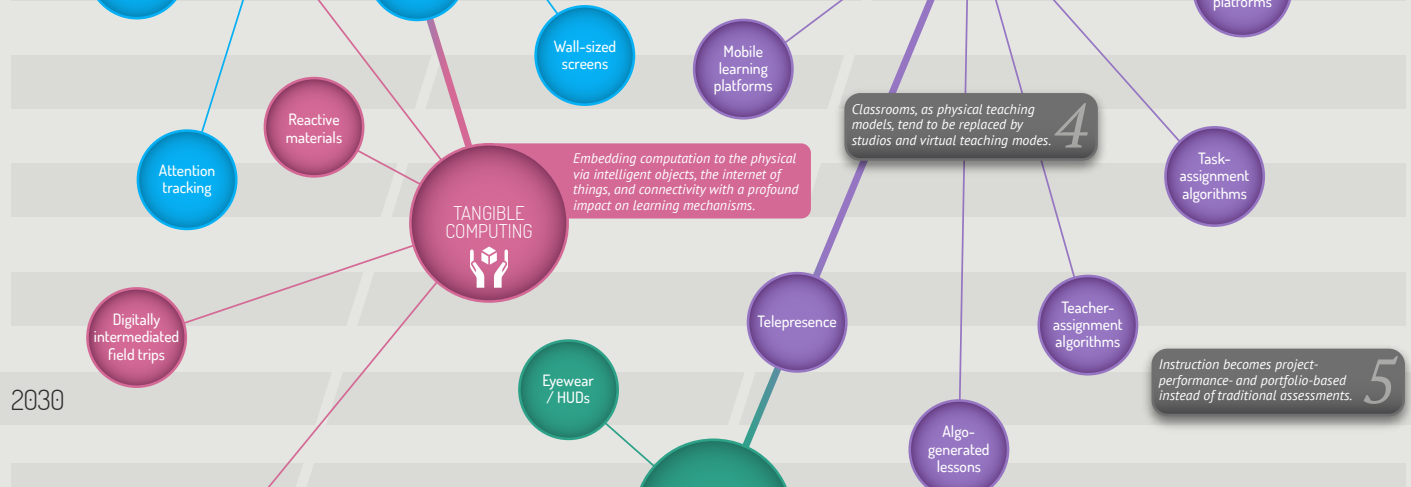 platforms
Wall-sized
screens
Mobile
learning
platforms
Reactive
materials
Classrooms, as physical teaching
models, tend to be replaced by
studios and virtual teaching modes.
4
Attention
tracking
Embedding computation to the physical
via intelligent objects, the internet of
things, and connectivity with a profound
impact on learning mechanisms.
Task-
assignment
algorithms
TANGIBLE
COMPUTING
Digitally
intermediated
field trips
Telepresence
Teacher-
assignment
algorithms
Eyewear
/ HUDs
Instruction becomes project-
performance- and portfolio-based
instead of traditional assessments.
5
2030
Algo-
generated
lessons